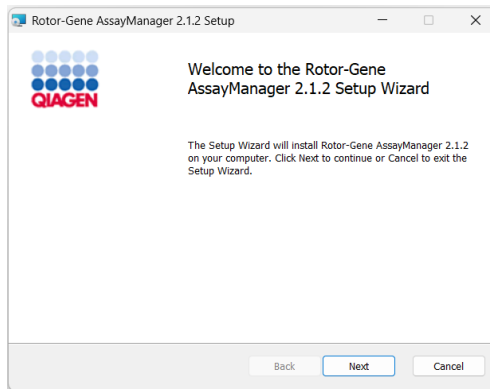 Rotor-Gene AssayManager 2.1.2 Setup
QIAGEN
Welcome to the Rotor-Gene
AssayManager 2.1.2 Setup Wizard
The Setup Wizard will install Rotor-Gene AssayManager 2.1.2
on your computer. Click Next to continue or Cancel to exit the
Setup Wizard.
Back
Next
Cancel